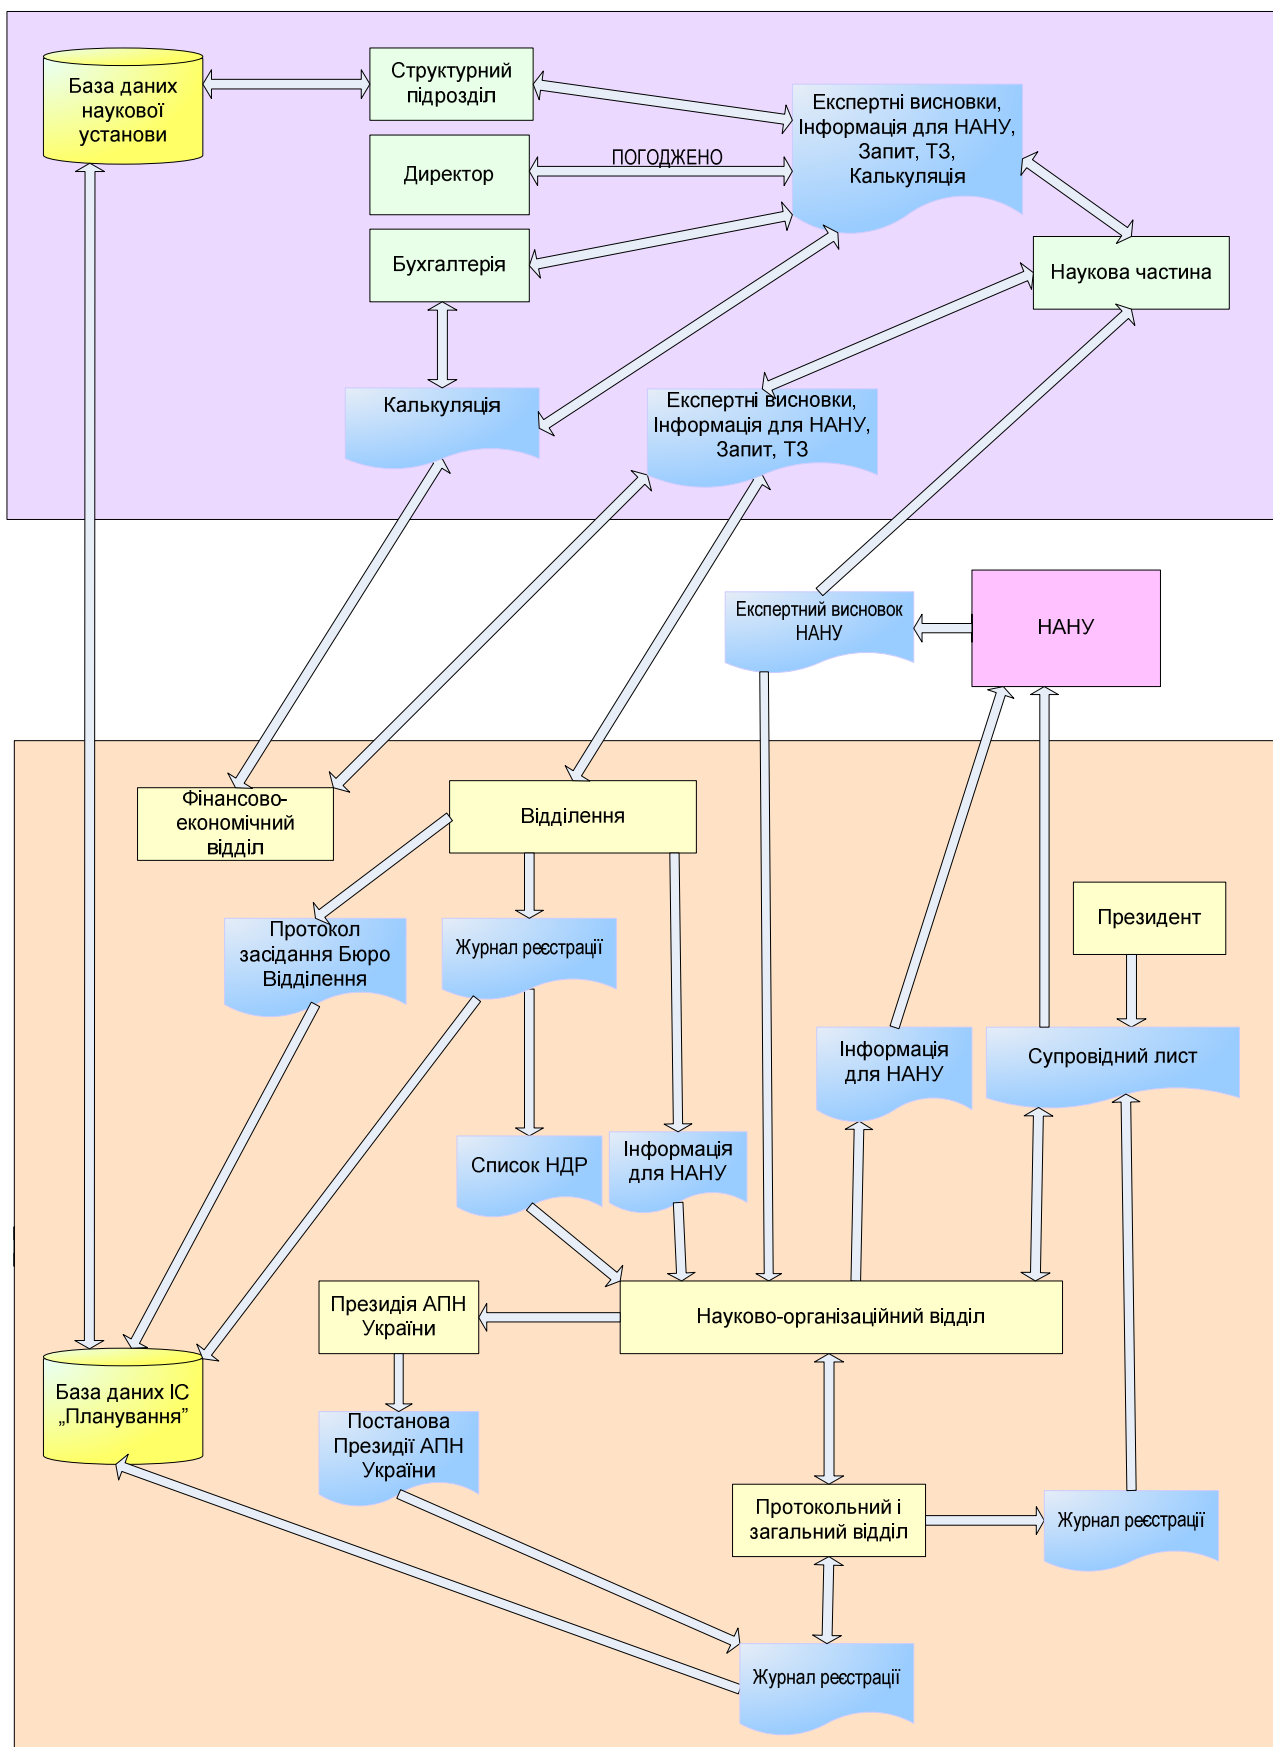 База даних
наукової
установи
Структурний
підрозділ
Експертні висновки,
Інформація для НАНУ,
Запит, ТЗ,
Калькуляція
ПОГОДЖЕНО
Директор
Бухгалтерія
Наукова частина
Калькуляція
Експертні висновки,
Інформація для НАНУ,
Запит, ТЗ
Експертний висновок
НАНУ
НАНУ
Фінансово-
економічний
відділ
Відділення
Президент
Протокол
засідання Бюро
Відділення
Журнал реєстрації
Інформація
для НАНУ
Супровідний лист
Список НДР
Інформація
для НАНУ
Президія АПН
України
Науково-організаційний відділ
База даних ІС
„Планування”
Постанова
Президії АПН
України
Протокольний і
загальний відділ
Журнал реєстрації
Журнал реєстрації